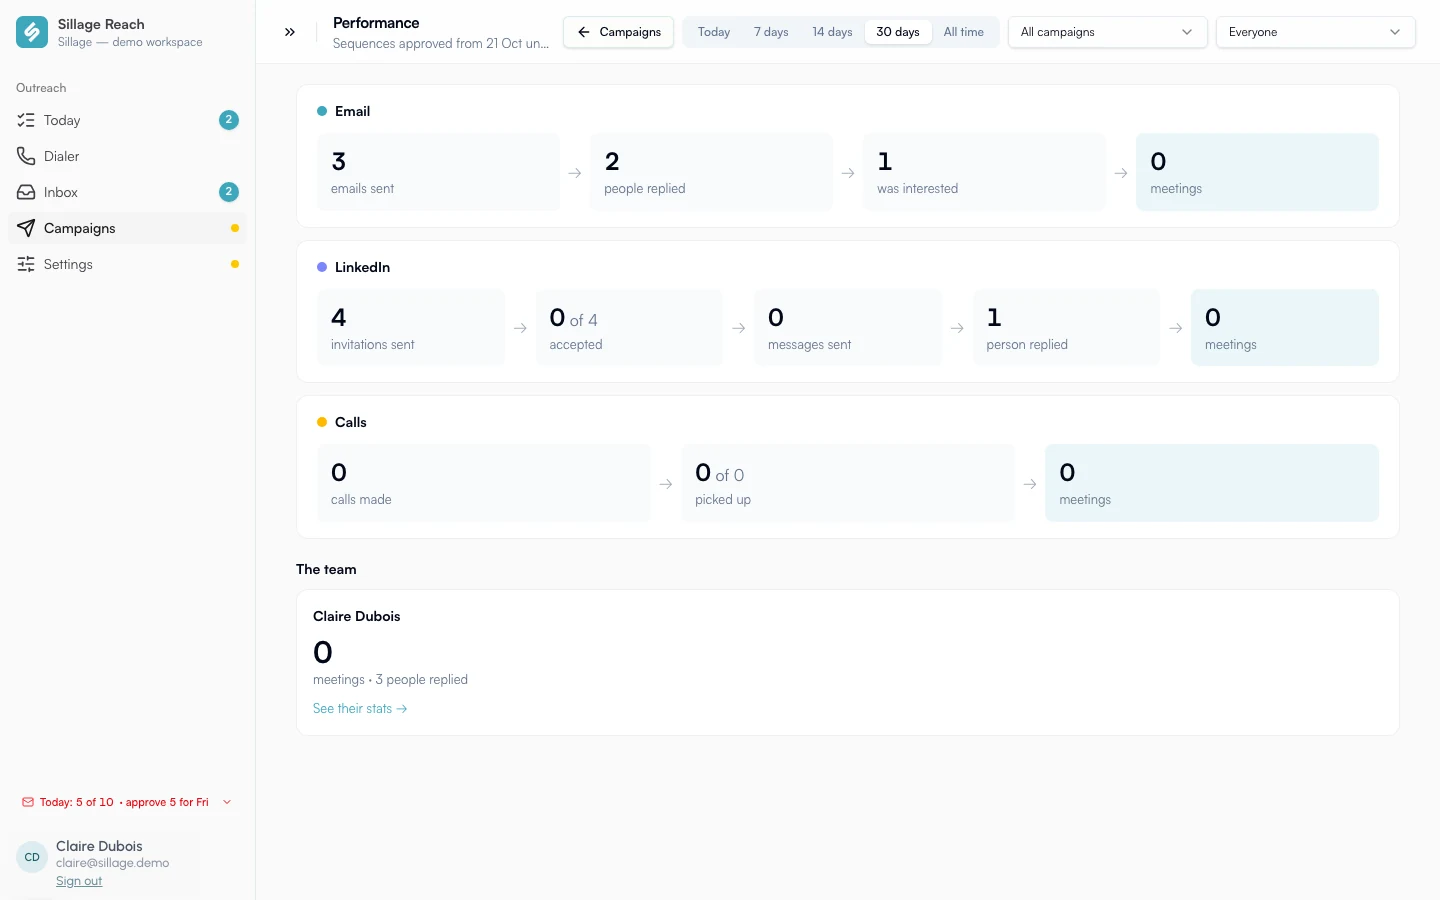 Sillage Reach
Sillage — demo workspace
Outreach
Today 2
Dialer
Inbox 2
Campaigns
Settings
Today: 5 of 10 · approve 5 for Fri
CD
Claire Dubois
claire@sillage.demo
Sign out
Performance
Sequences approved from 21 Oct un...
Campaigns
Today 7 days 14 days 30 days All time
All campaigns
Everyone
Email
3
emails sent
2
people replied
1
was interested
0
meetings
LinkedIn
4
invitations sent
0 of 4
accepted
0
messages sent
1
person replied
0
meetings
Calls
0
calls made
0 of 0
picked up
0
meetings
The team
Claire Dubois
0
meetings · 3 people replied
See their stats →